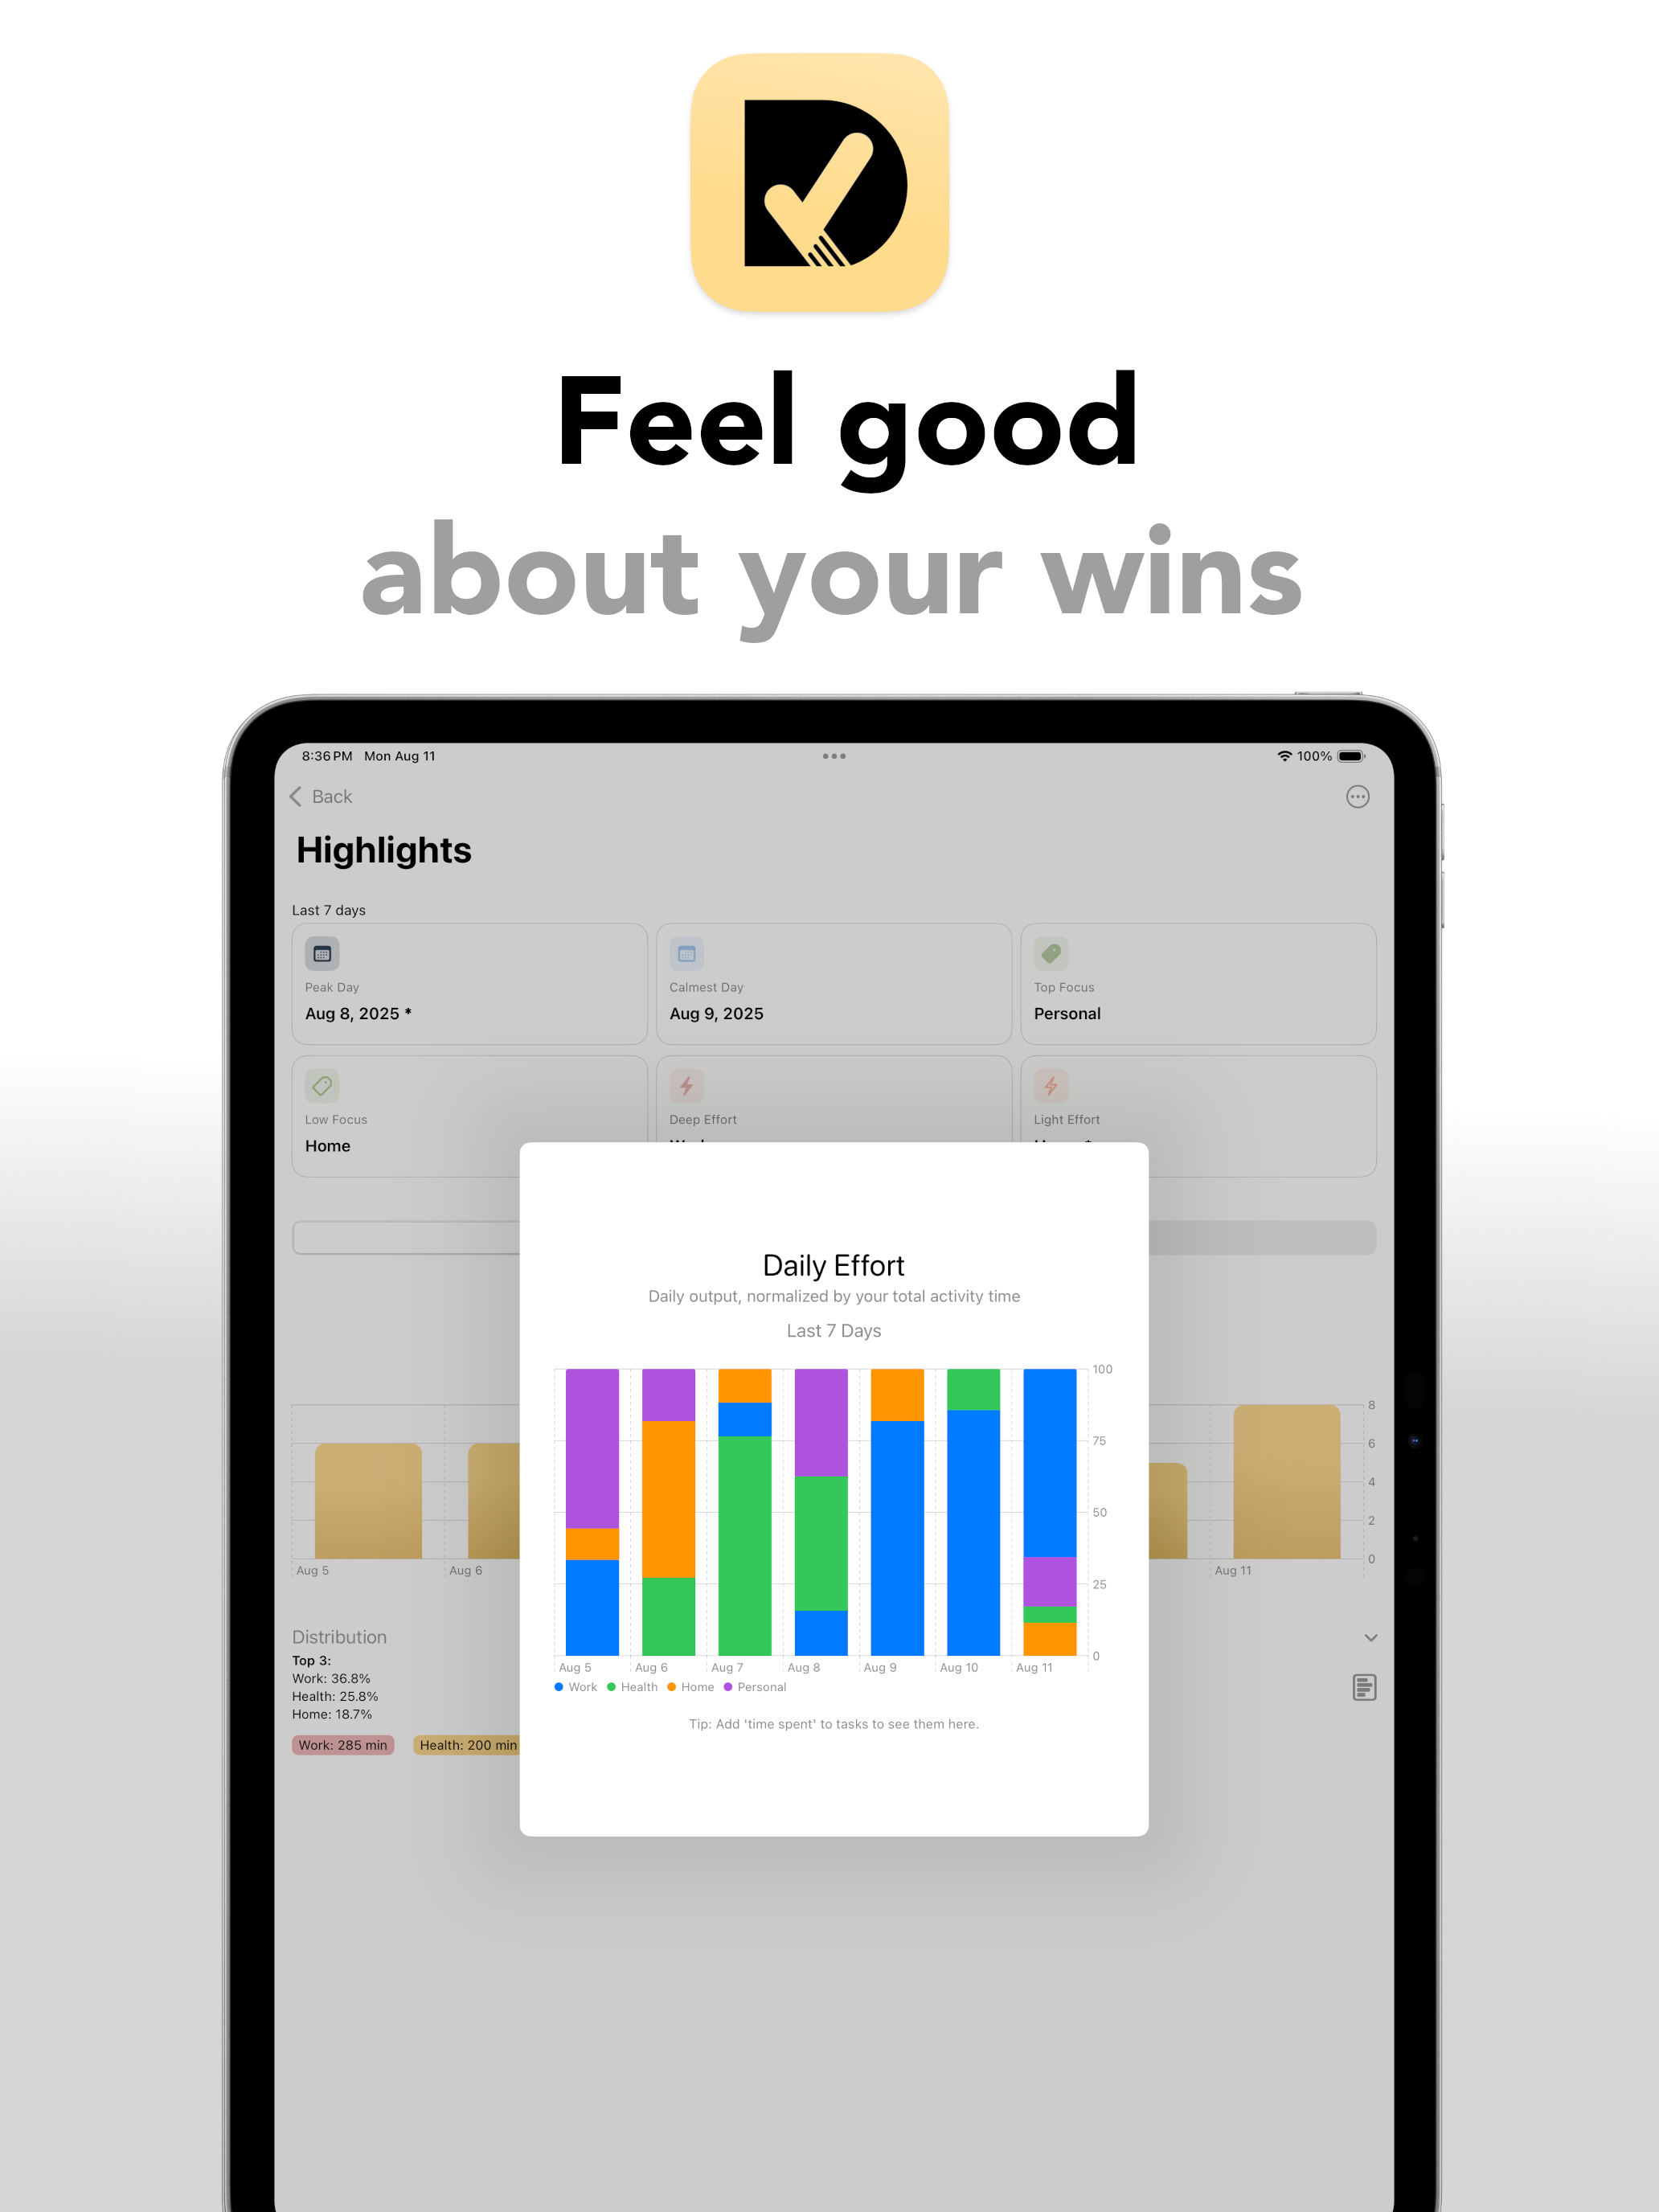 Feel good
about your wins
8:36 PM Mon Aug 11
100%
Back
Highlights
Last 7 days
Peak Day
Aug 8, 2025 *
Calmest Day
Aug 9, 2025
Top Focus
Personal
Low Focus
Home
Deep Effort
Light Effort
Daily Effort
Daily output, normalized by your total activity time
Last 7 Days
100
75
50
25
0
Aug 5 Aug 6 Aug 7 Aug 8 Aug 9 Aug 10 Aug 11
Work Health Home Personal
Tip: Add 'time spent' to tasks to see them here.
8
6
4
2
0
Aug 5 Aug 6 Aug 11
Distribution
Top 3:
Work: 36.8%
Health: 25.8%
Home: 18.7%
Work: 285 min Health: 200 min